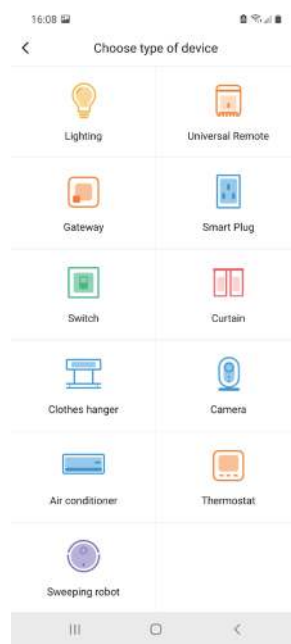 16:08
Choose type of device
Lighting
Universal Remote
Gateway
Smart Plug
Switch
Curtain
Clothes hanger
Camera
Air conditioner
Thermostat
Sweeping robot